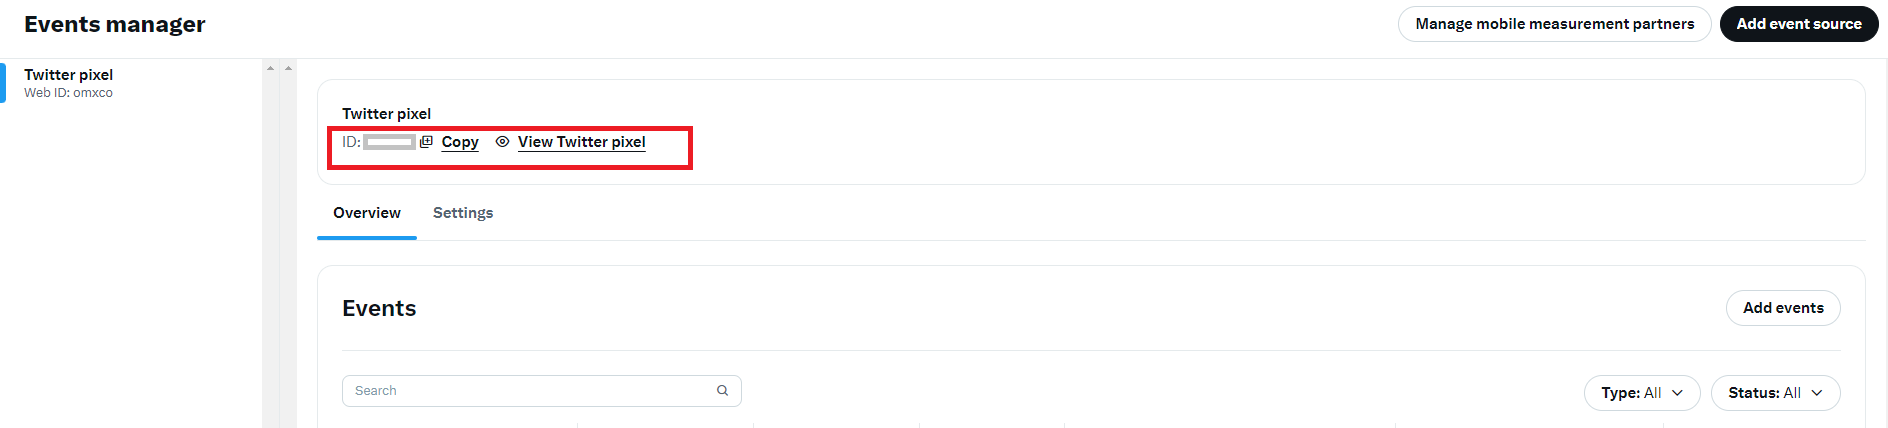 Events manager
Manage mobile measurement partners
Add event source
Twitter pixel
Web ID: omxco
Twitter pixel
ID: Copy View Twitter pixel
Overview Settings
Events
Add events
Search
Type: All
Status: All